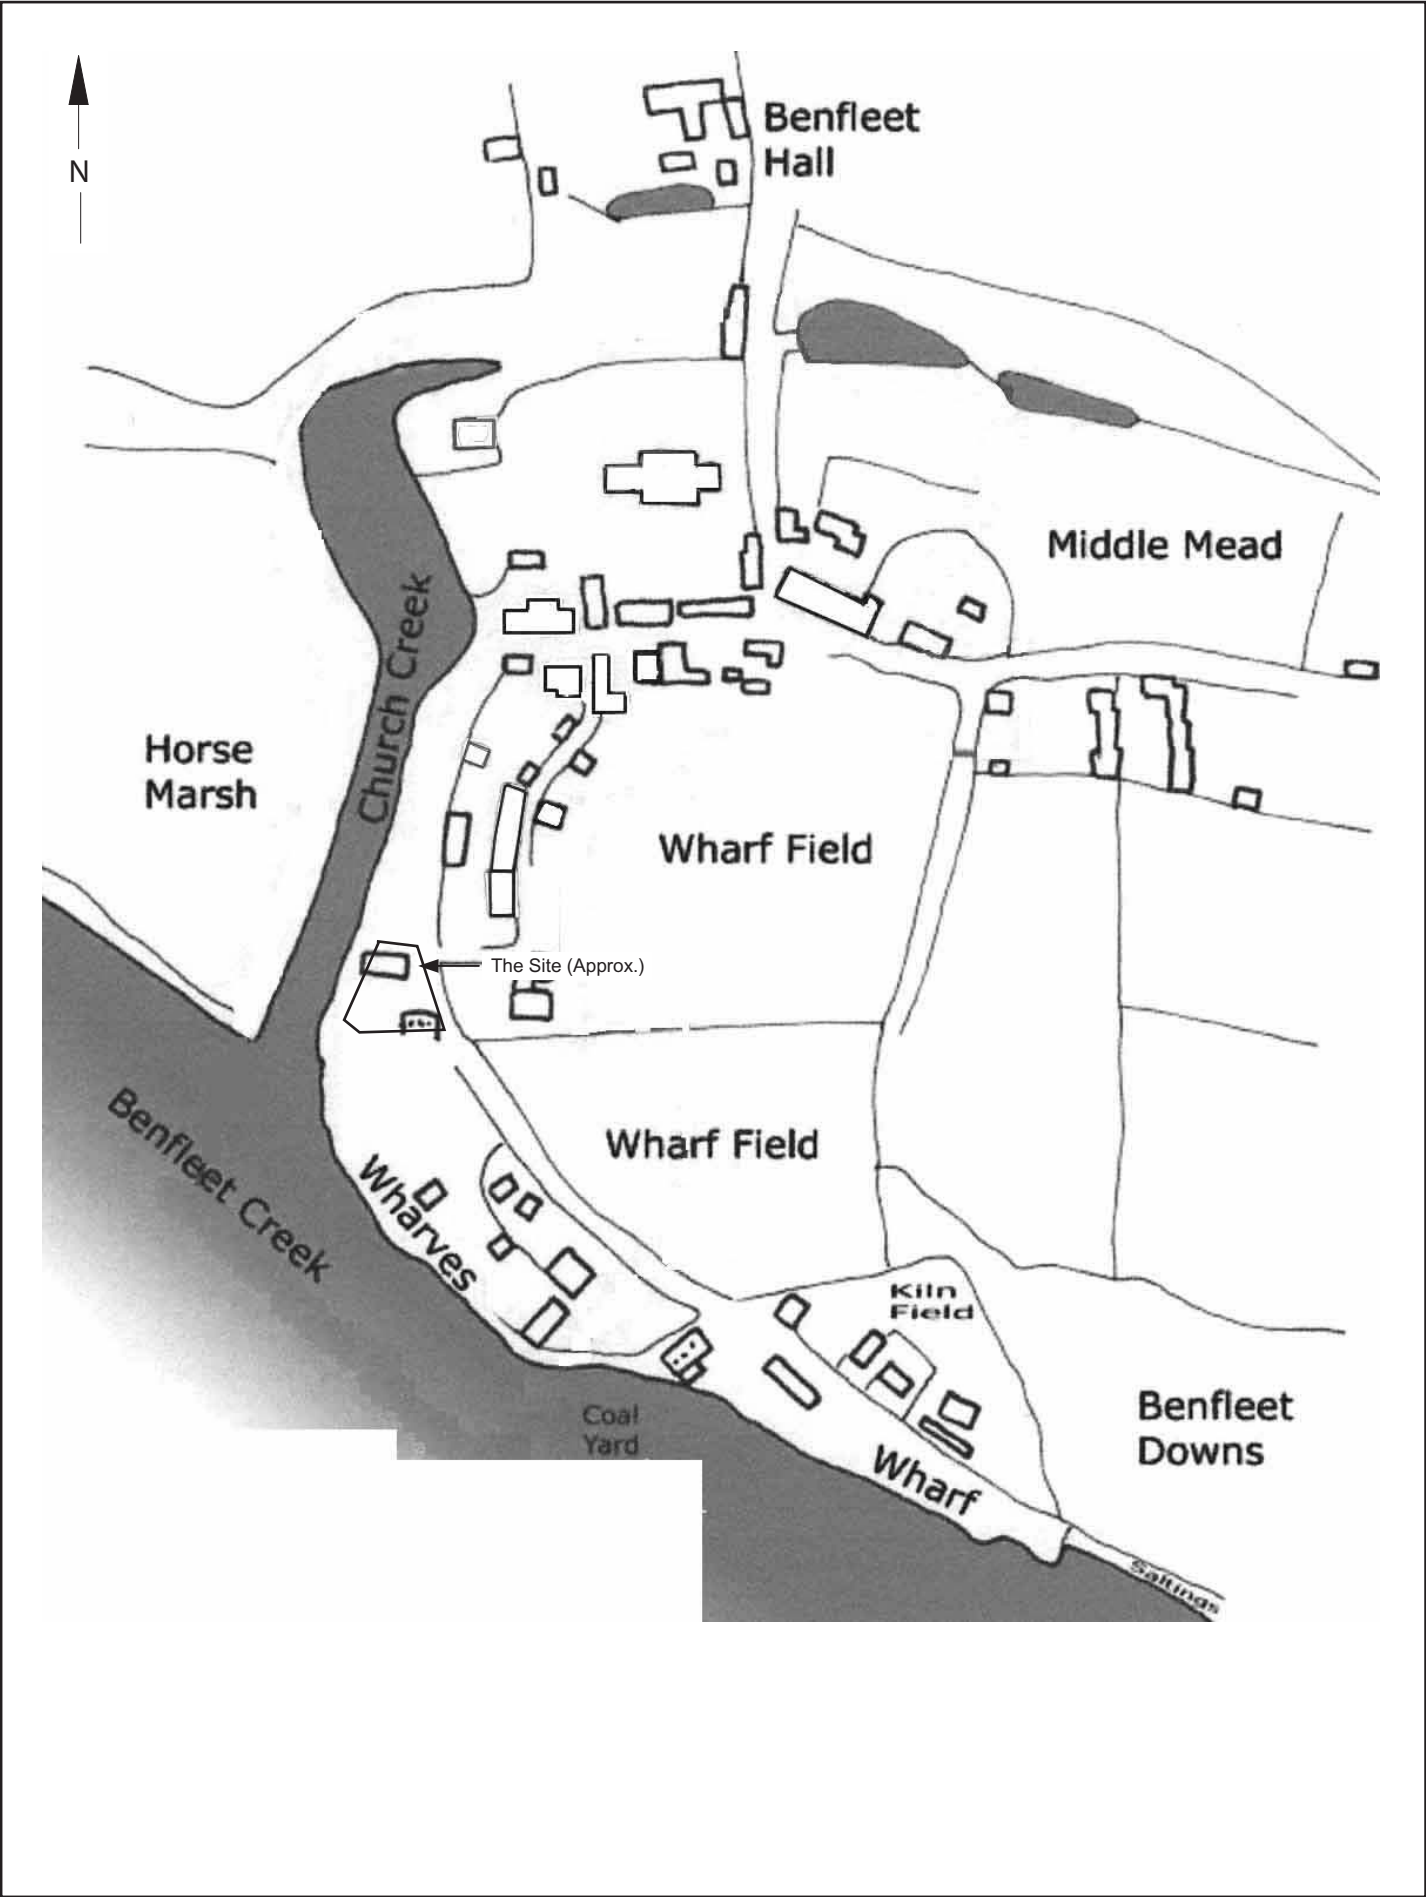 N
Benfleet
Hall
Middle Mead
Church Creek
Horse
Marsh
Wharf Field
The Site (Approx.)
Benfleet Creek
Wharf Field
Wharves
Kiln
Field
Coal
Yard
Benfleet
Downs
Wharf
Saltings